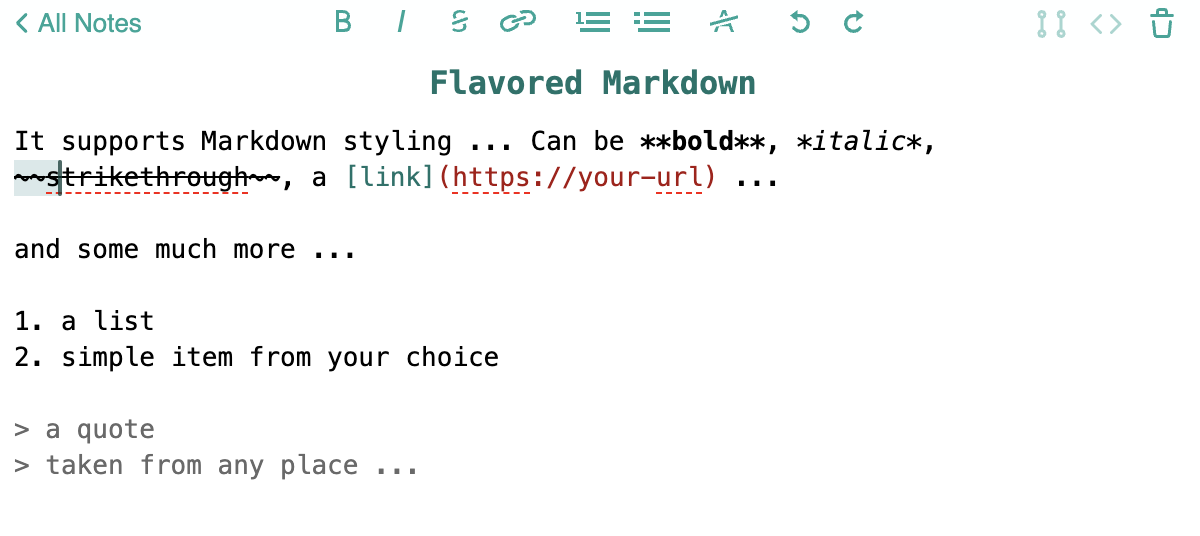 All Notes
Flavored Markdown
It supports Markdown styling ... Can be **bold**, *italic*,
~~strikethrough~~, a [link](https://your-url) ...
and some much more ...
1. a list
2. simple item from your choice
> a quote
> taken from any place ...